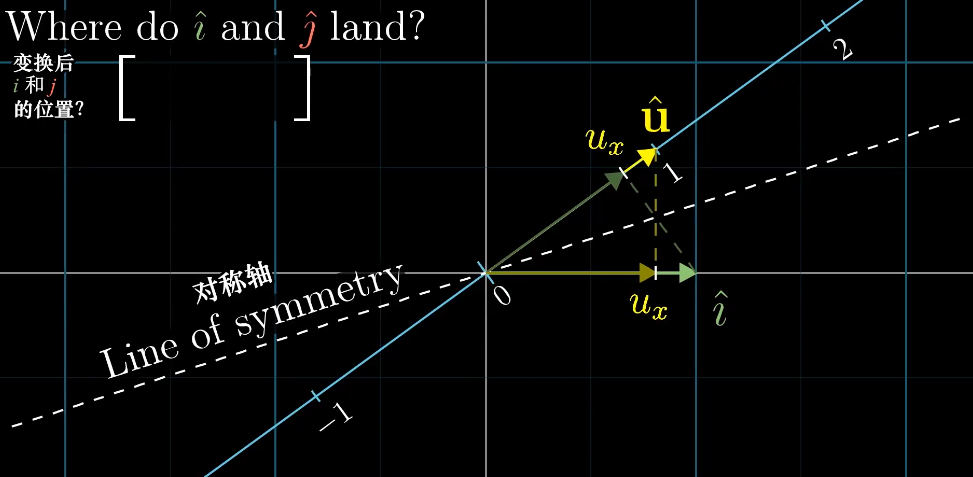 Where do î and ĵ land?
变换后
i 和 j
的位置?
û
u_x
2
1
对称轴
Line of symmetry
0
u_x
î
−1